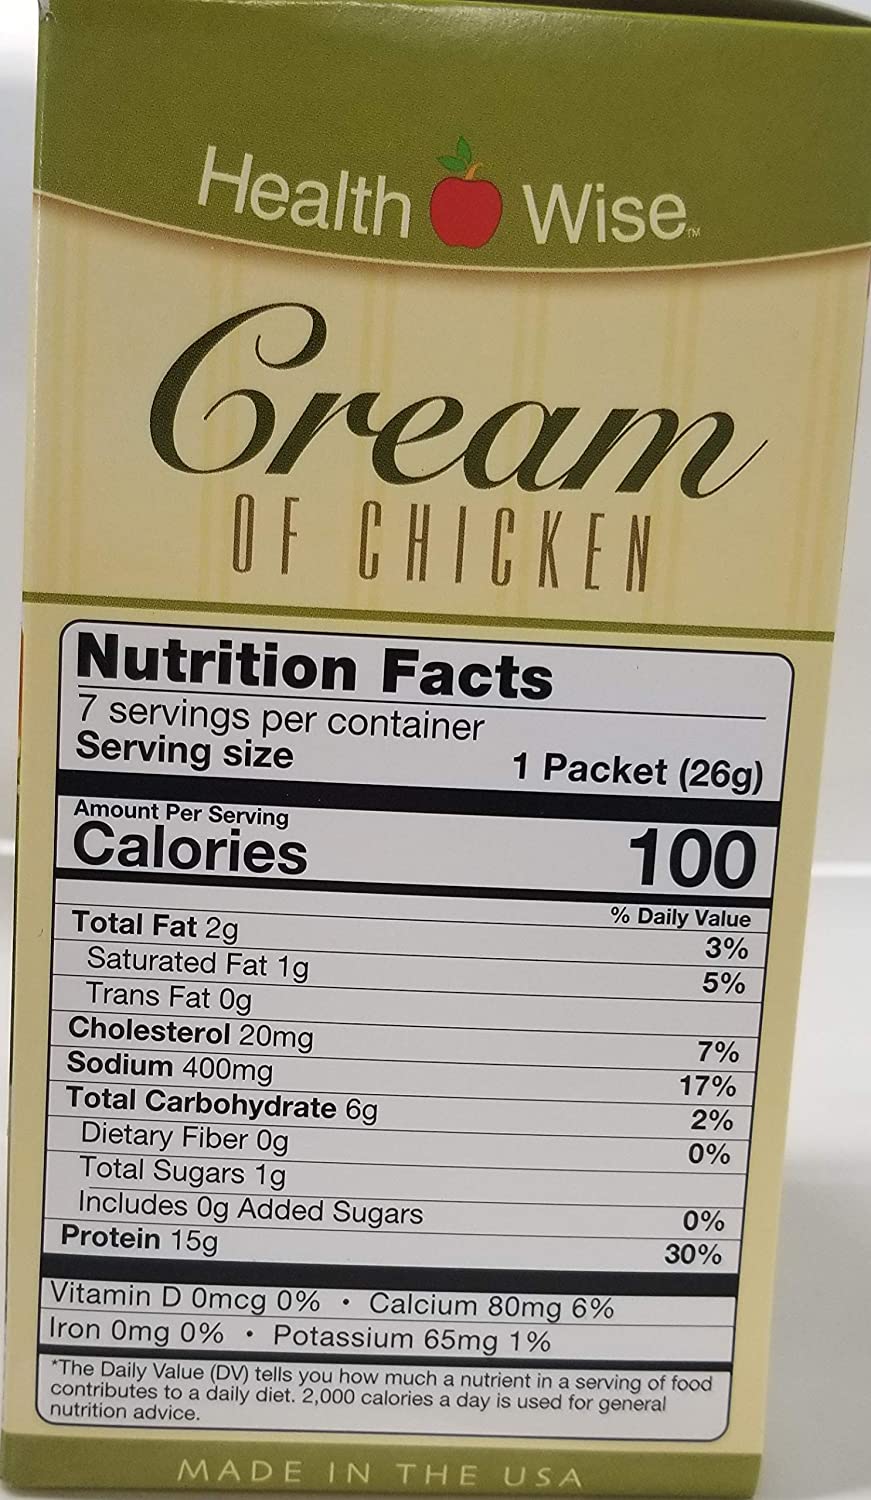 Health Wise™
Cream
OF CHICKEN
Nutrition Facts
7 servings per container
Serving size 1 Packet (26g)
Amount Per Serving
Calories 100
% Daily Value
Total Fat 2g 3%
Saturated Fat 1g 5%
Trans Fat 0g
Cholesterol 20mg 7%
Sodium 400mg 17%
Total Carbohydrate 6g 2%
Dietary Fiber 0g 0%
Total Sugars 1g
Includes 0g Added Sugars 0%
Protein 15g 30%
Vitamin D 0mcg 0% • Calcium 80mg 6%
Iron 0mg 0% • Potassium 65mg 1%
*The Daily Value (DV) tells you how much a nutrient in a serving of food
contributes to a daily diet. 2,000 calories a day is used for general
nutrition advice.
MADE IN THE USA